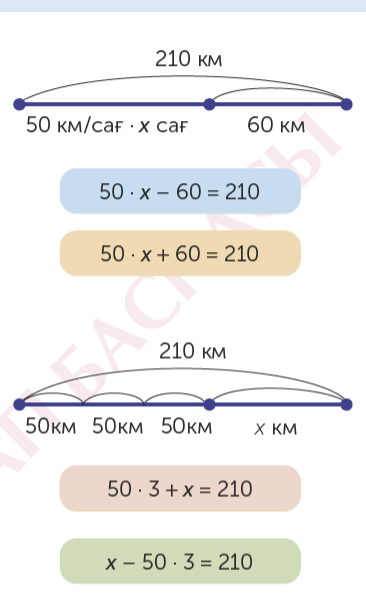 210 км
50 км/сағ · x сағ 60 км
50 · x – 60 = 210
50 · x + 60 = 210
210 км
50км 50км 50км x км
50 · 3 + x = 210
x – 50 · 3 = 210